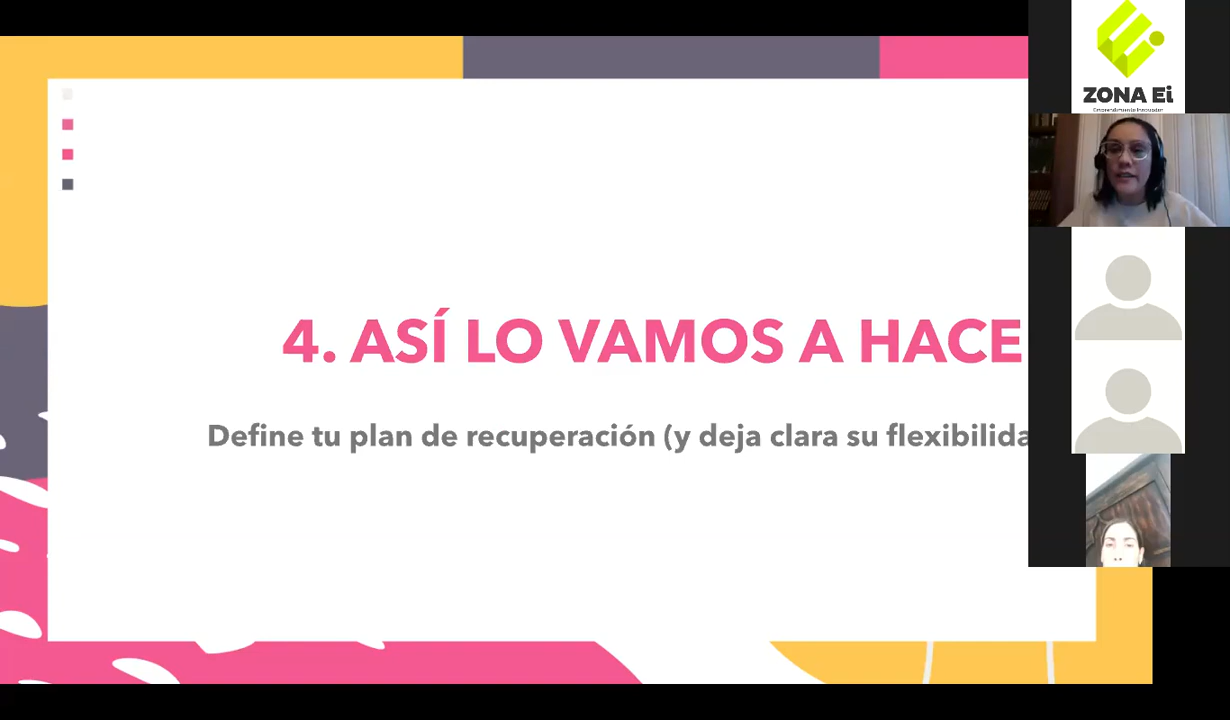 ZONA Ei
4. ASÍ LO VAMOS A HACE
Define tu plan de recuperación (y deja clara su flexibilida